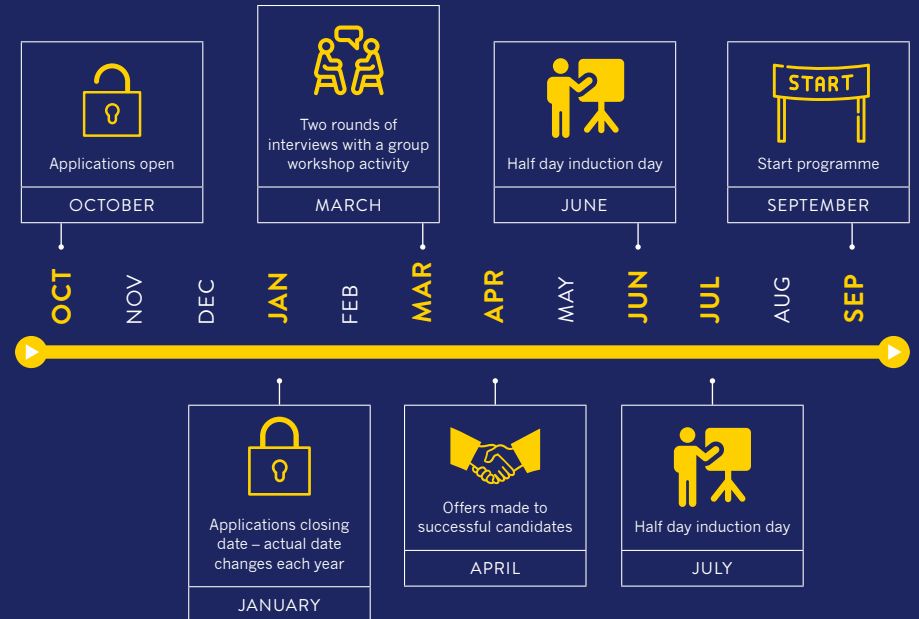 Applications open
OCTOBER
Two rounds of
interviews with a group
workshop activity
MARCH
Half day induction day
JUNE
START
Start programme
SEPTEMBER
OCT
NOV
DEC
JAN
FEB
MAR
APR
MAY
JUN
JUL
AUG
SEP
Applications closing
date – actual date
changes each year
JANUARY
Offers made to
successful candidates
APRIL
Half day induction day
JULY